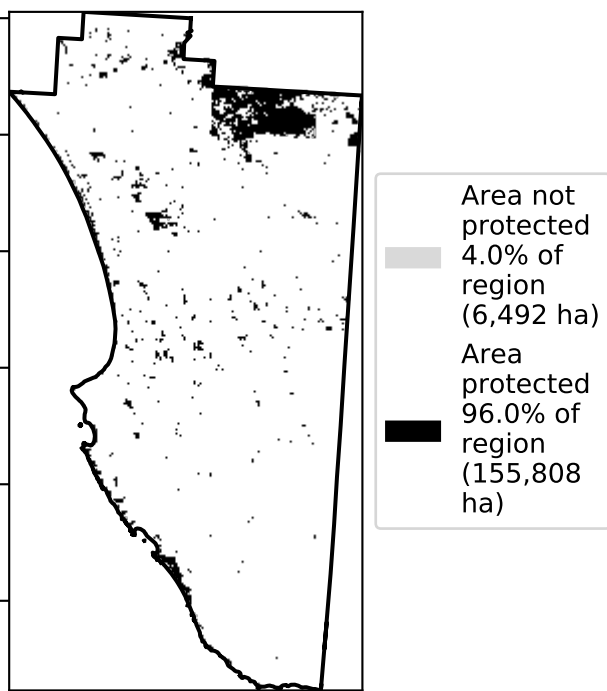 Area not
protected
4.0% of
region
(6,492 ha)
Area
protected
96.0% of
region
(155,808
ha)